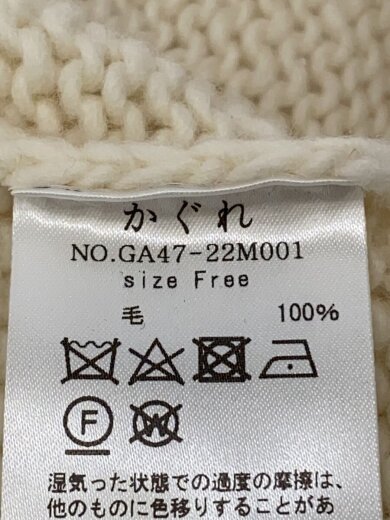 かぐれ
NO.GA47-22M001
size Free
毛 100%
F W
湿気った状態での過度の摩擦は、
他のものに色移りすることがあ